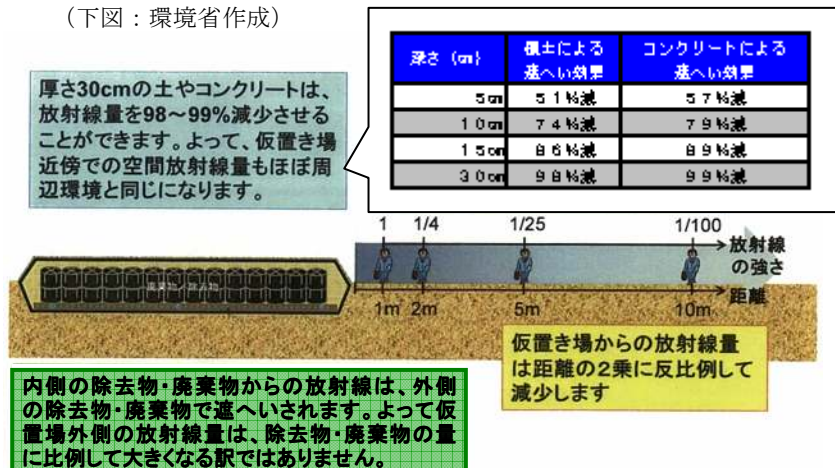 （下図：環境省作成）
厚さ30cmの土やコンクリートは、
放射線量を98～99%減少させる
ことができます。よって、仮置き場
近傍での空間放射線量もほぼ周
辺環境と同じになります。
深さ（cm） 覆土による遮へい効果 コンクリートによる遮へい効果
5cm 51%減 57%減
10cm 74%減 79%減
15cm 86%減 89%減
30cm 98%減 99%減
1 1/4 1/25 1/100
放射線
の強さ
廃棄物／除去物
1m 2m 5m 10m 距離
仮置き場からの放射線量
は距離の２乗に反比例して
減少します
内側の除去物・廃棄物からの放射線は、外側
の除去物・廃棄物で遮へいされます。よって仮
置場外側の放射線量は、除去物・廃棄物の量
に比例して大きくなる訳ではありません。